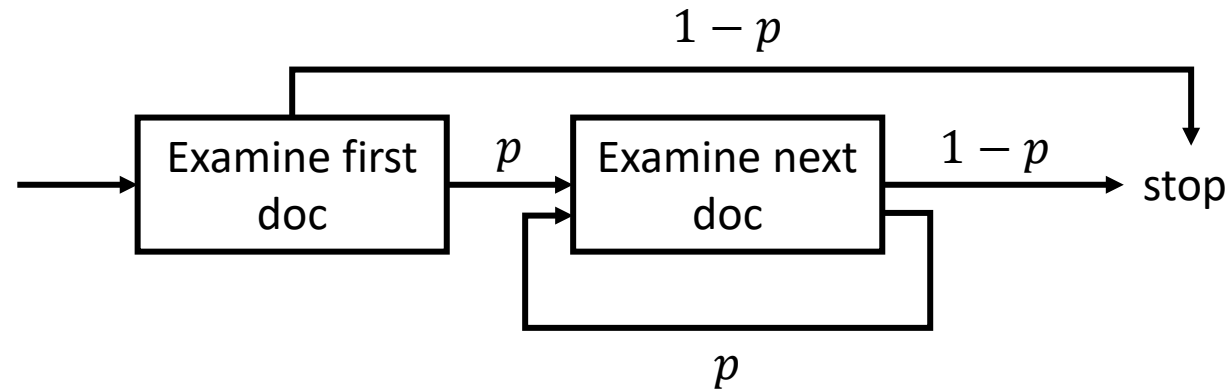 1 − p
Examine first
doc
p
Examine next
doc
1 − p
stop
p